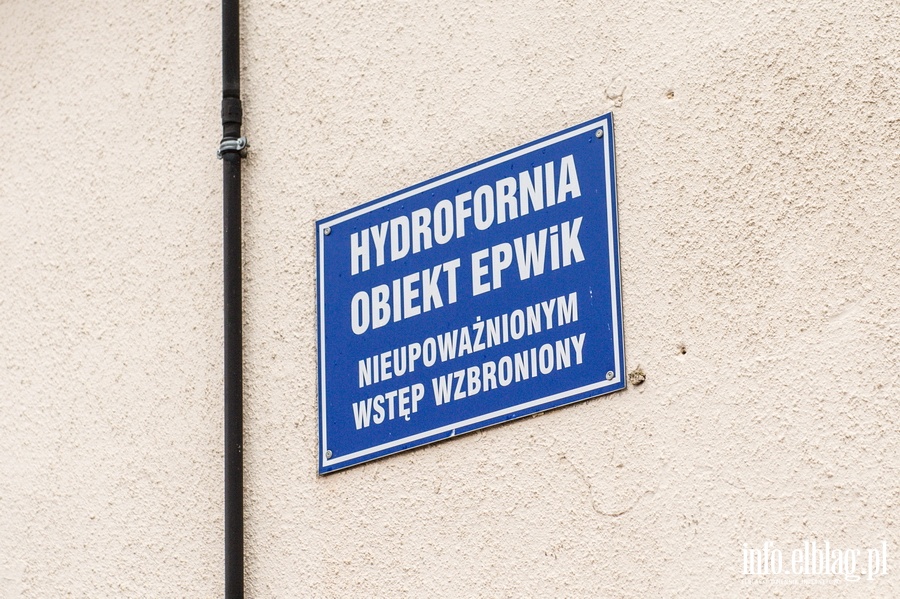 HYDROFORNIA
OBIEKT EPWiK
NIEUPOWAŻNIONYM
WSTĘP WZBRONIONY
info.elblag.pl